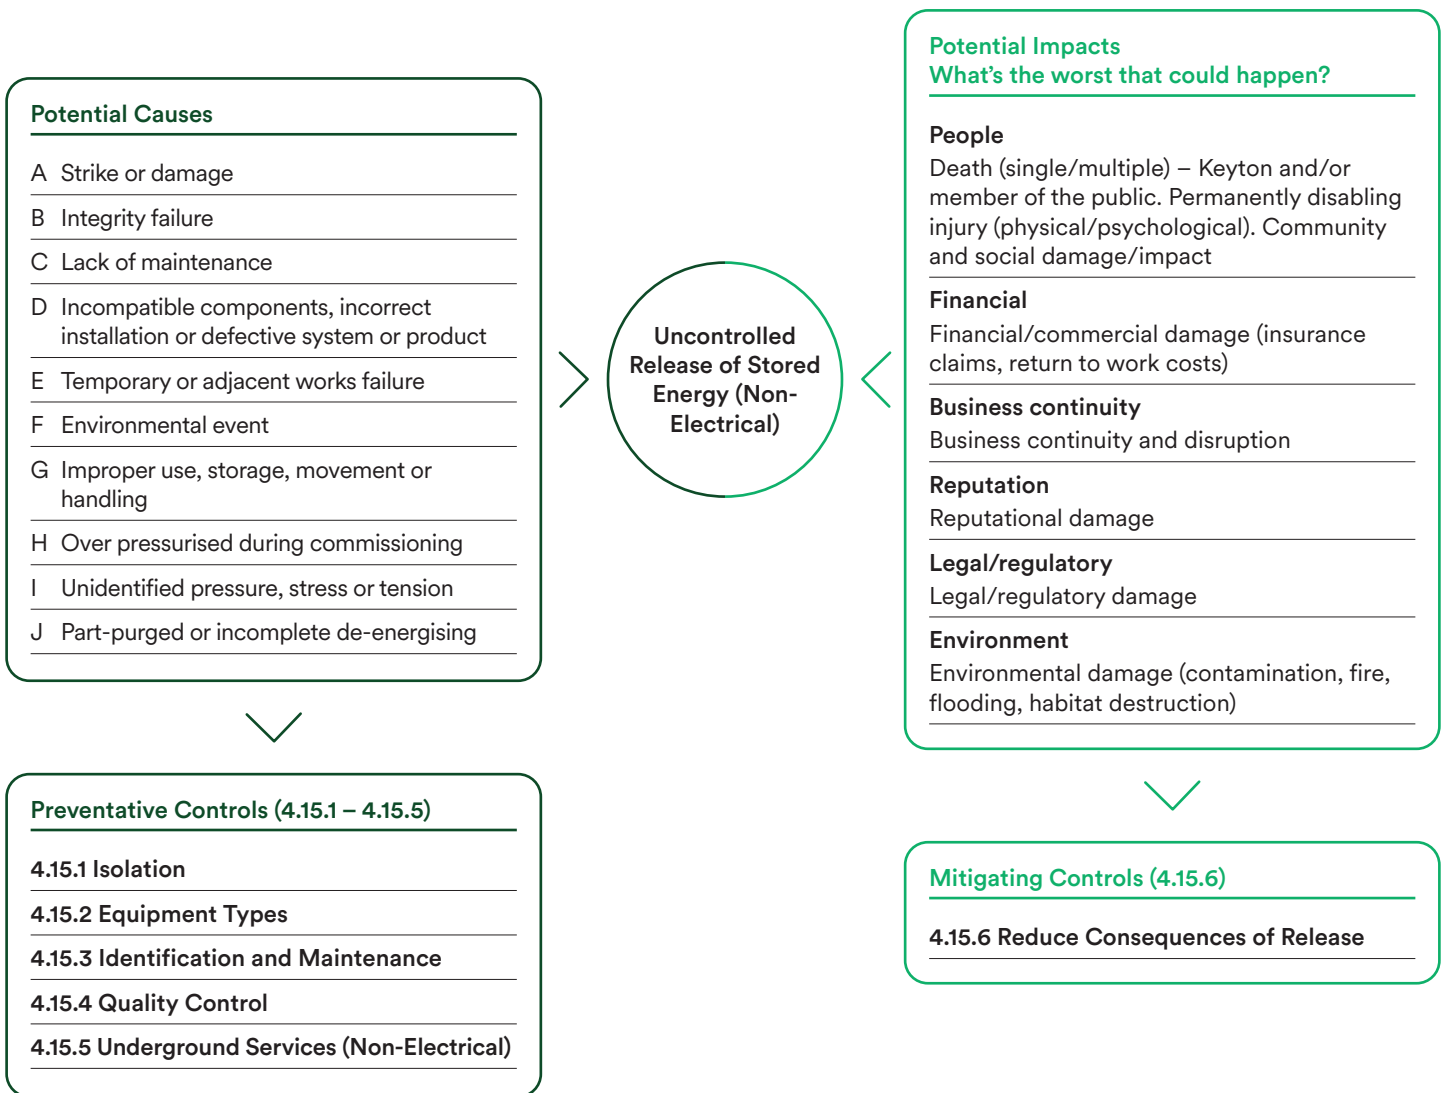 Potential Causes
A Strike or damage
B Integrity failure
C Lack of maintenance
D Incompatible components, incorrect
installation or defective system or product
E Temporary or adjacent works failure
F Environmental event
G Improper use, storage, movement or
handling
H Over pressurised during commissioning
I Unidentified pressure, stress or tension
J Part-purged or incomplete de-energising
Preventative Controls (4.15.1 – 4.15.5)
4.15.1 Isolation
4.15.2 Equipment Types
4.15.3 Identification and Maintenance
4.15.4 Quality Control
4.15.5 Underground Services (Non-Electrical)
Uncontrolled
Release of Stored
Energy (Non-
Electrical)
Potential Impacts
What’s the worst that could happen?
People
Death (single/multiple) – Keyton and/or
member of the public. Permanently disabling
injury (physical/psychological). Community
and social damage/impact
Financial
Financial/commercial damage (insurance
claims, return to work costs)
Business continuity
Business continuity and disruption
Reputation
Reputational damage
Legal/regulatory
Legal/regulatory damage
Environment
Environmental damage (contamination, fire,
flooding, habitat destruction)
Mitigating Controls (4.15.6)
4.15.6 Reduce Consequences of Release